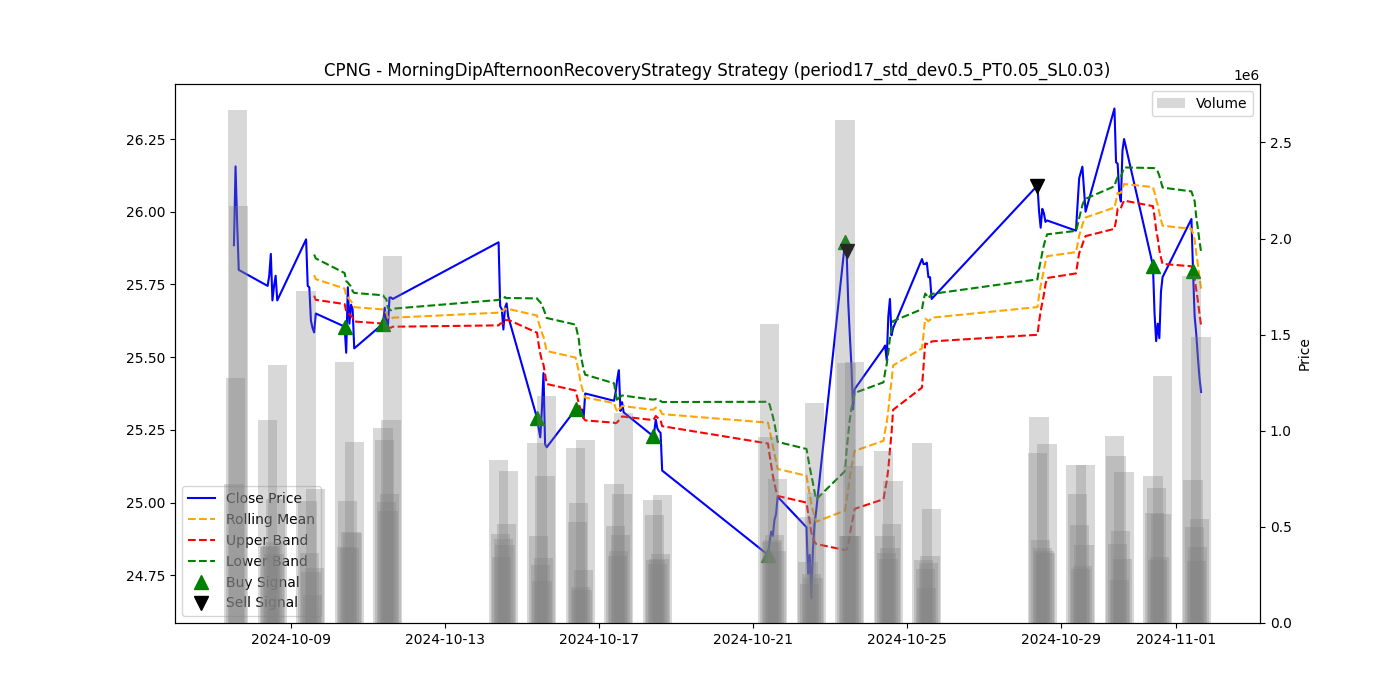 CPNG - MorningDipAfternoonRecoveryStrategy Strategy (period17_std_dev0.5_PT0.05_SL0.03)
1e6
Volume
26.25
26.00
25.75
25.50
25.25
25.00
24.75
2.5
2.0
1.5
1.0
0.5
0.0
Price
Close Price
Rolling Mean
Upper Band
Lower Band
Buy Signal
Sell Signal
2024-10-09 2024-10-13 2024-10-17 2024-10-21 2024-10-25 2024-10-29 2024-11-01